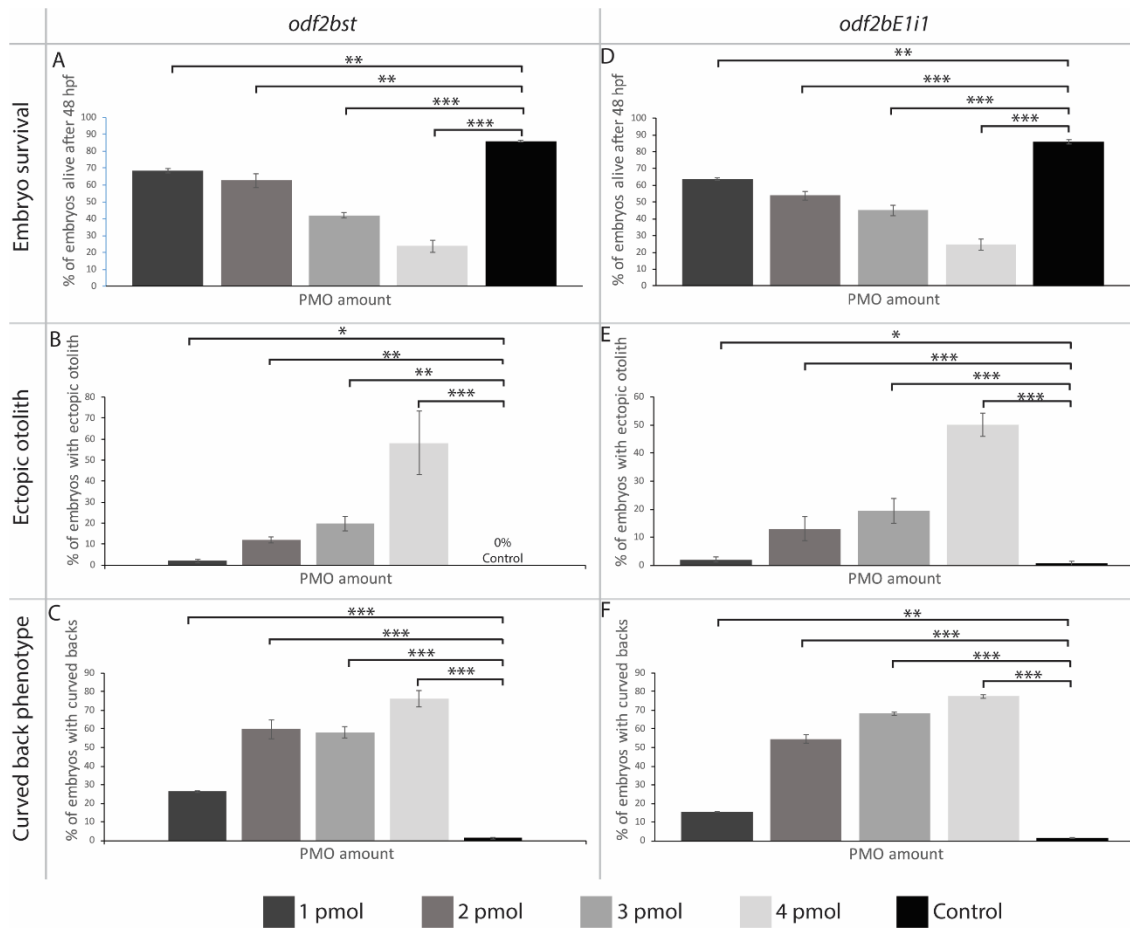 odf2bst
odf2bE1i1
Embryo survival
A
**
**
***
***
% of embryos alive after 48 hpf
100
90
80
70
60
50
40
30
20
10
0
PMO amount
D
**
***
***
***
% of embryos alive after 48 hpf
100
90
80
70
60
50
40
30
20
10
0
PMO amount
Ectopic otolith
B
*
**
**
***
% of embryos with ectopic otolith
80
70
60
50
40
30
20
10
0
0%
Control
PMO amount
E
*
***
***
***
% of embryos with ectopic otolith
60
50
40
30
20
10
0
PMO amount
Curved back phenotype
C
***
***
***
***
% of embryos with curved backs
90
80
70
60
50
40
30
20
10
0
PMO amount
F
**
***
***
***
% of embryos with curved backs
90
80
70
60
50
40
30
20
10
0
PMO amount
1 pmol
2 pmol
3 pmol
4 pmol
Control